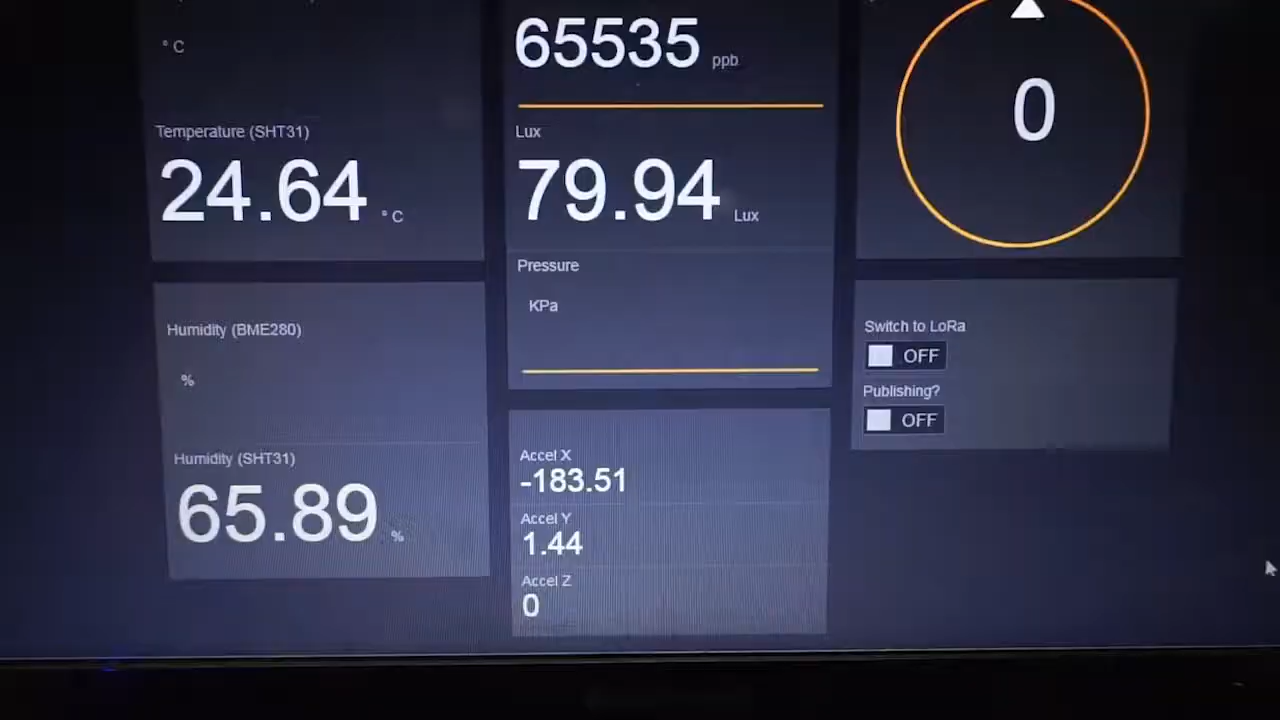 ° C
Temperature (SHT31)
24.64 ° C
Humidity (BME280)
%
Humidity (SHT31)
65.89 %
65535 ppb
Lux
79.94 Lux
Pressure
KPa
Accel X
-183.51
Accel Y
1.44
Accel Z
0
0
Switch to LoRa
OFF
Publishing?
OFF